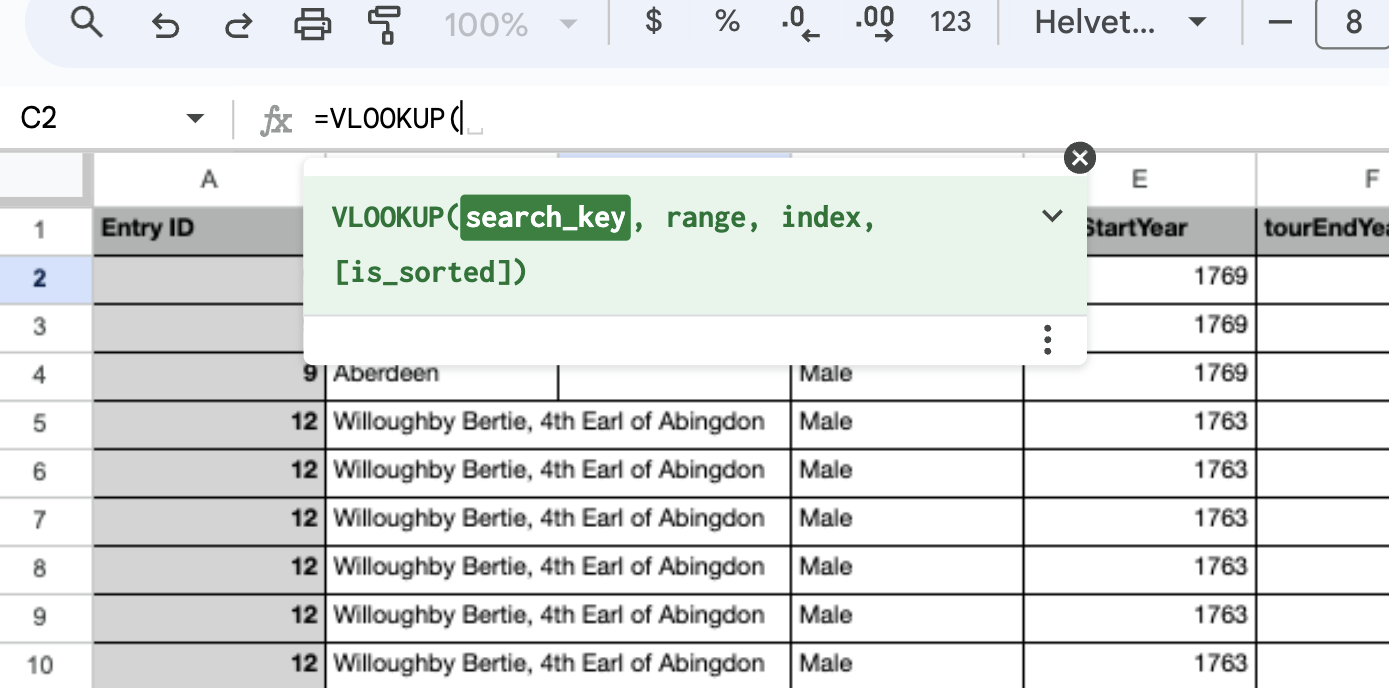 100% $ % .0 .00 123 Helvet... 8
C2 fx =VLOOKUP(
A E F
VLOOKUP(search_key, range, index,
[is_sorted])
1 Entry ID StartYear tourEndYea
2 1769
3 1769
4 9 Aberdeen Male 1769
5 12 Willoughby Bertie, 4th Earl of Abingdon Male 1763
6 12 Willoughby Bertie, 4th Earl of Abingdon Male 1763
7 12 Willoughby Bertie, 4th Earl of Abingdon Male 1763
8 12 Willoughby Bertie, 4th Earl of Abingdon Male 1763
9 12 Willoughby Bertie, 4th Earl of Abingdon Male 1763
10 12 Willoughby Bertie, 4th Earl of Abingdon Male 1763